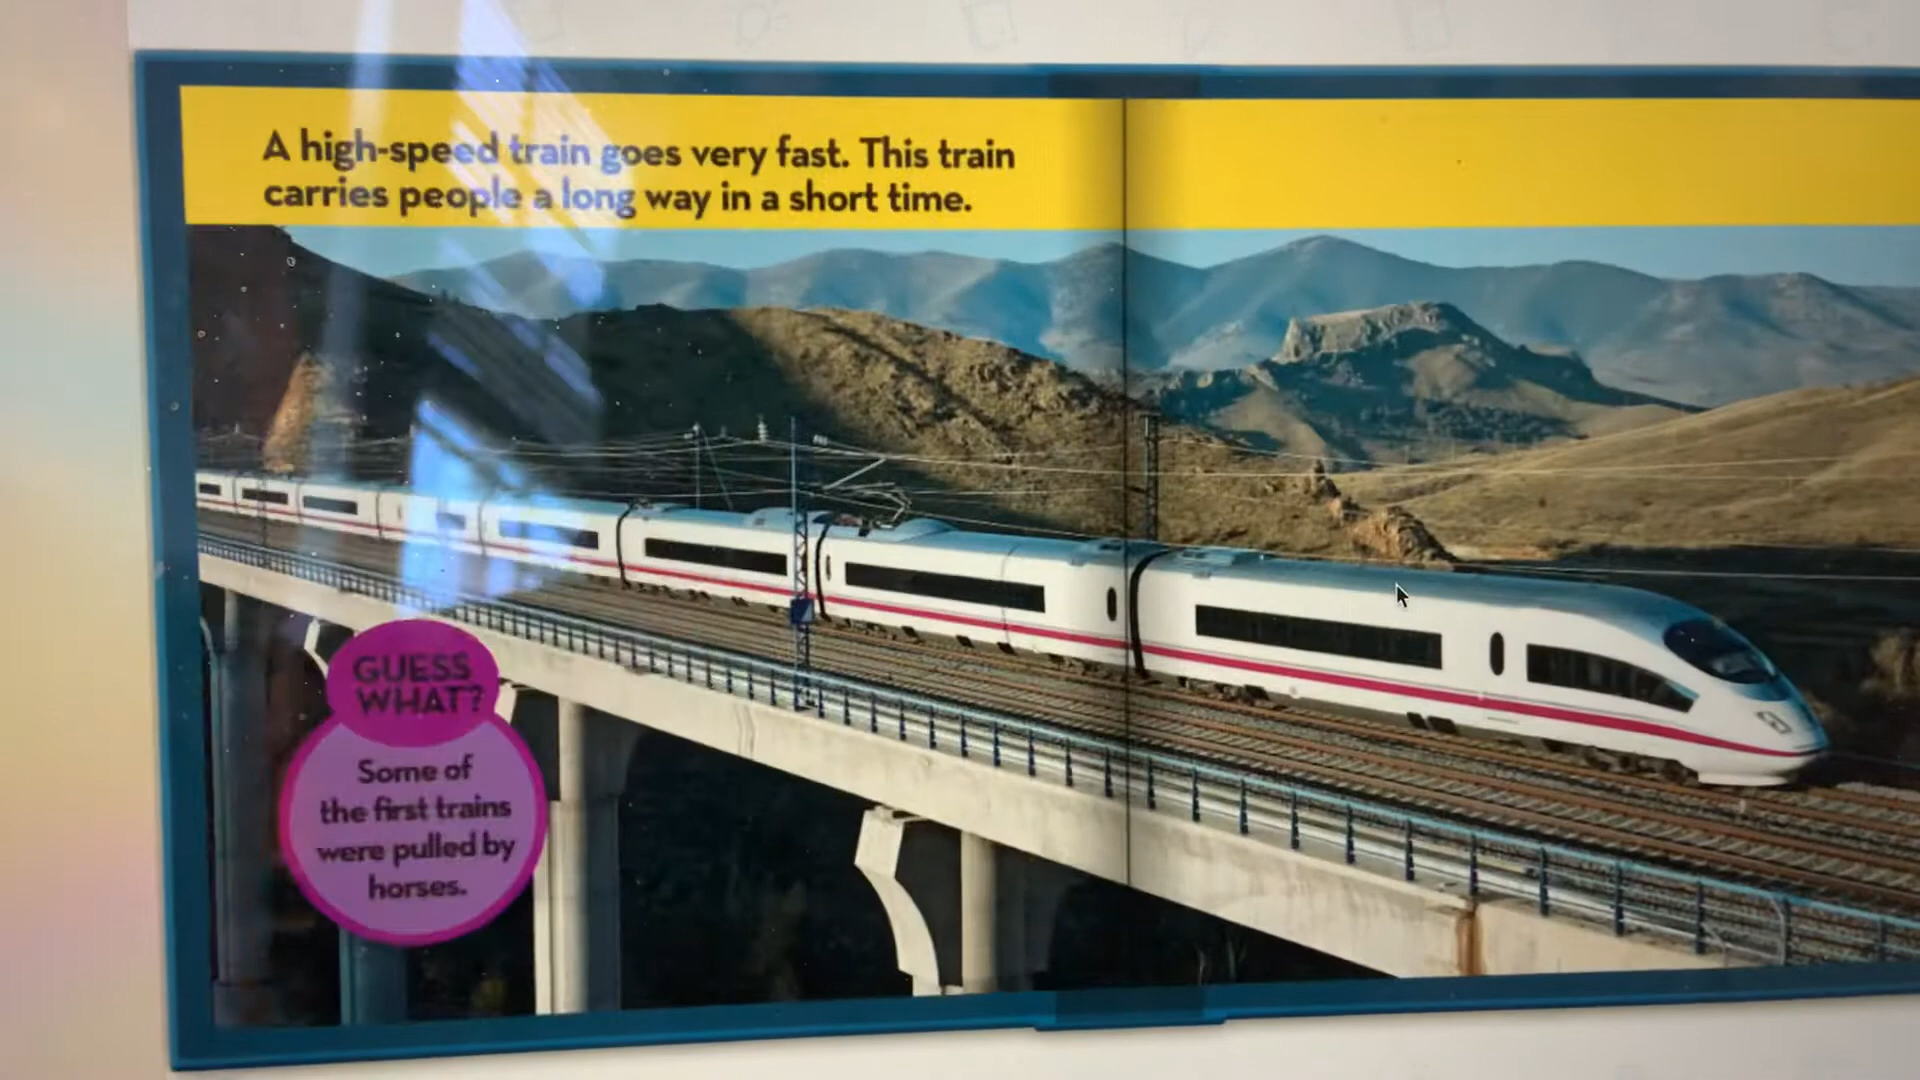 A high-speed train goes very fast. This train
carries people a long way in a short time.
GUESS
WHAT?
Some of
the first trains
were pulled by
horses.